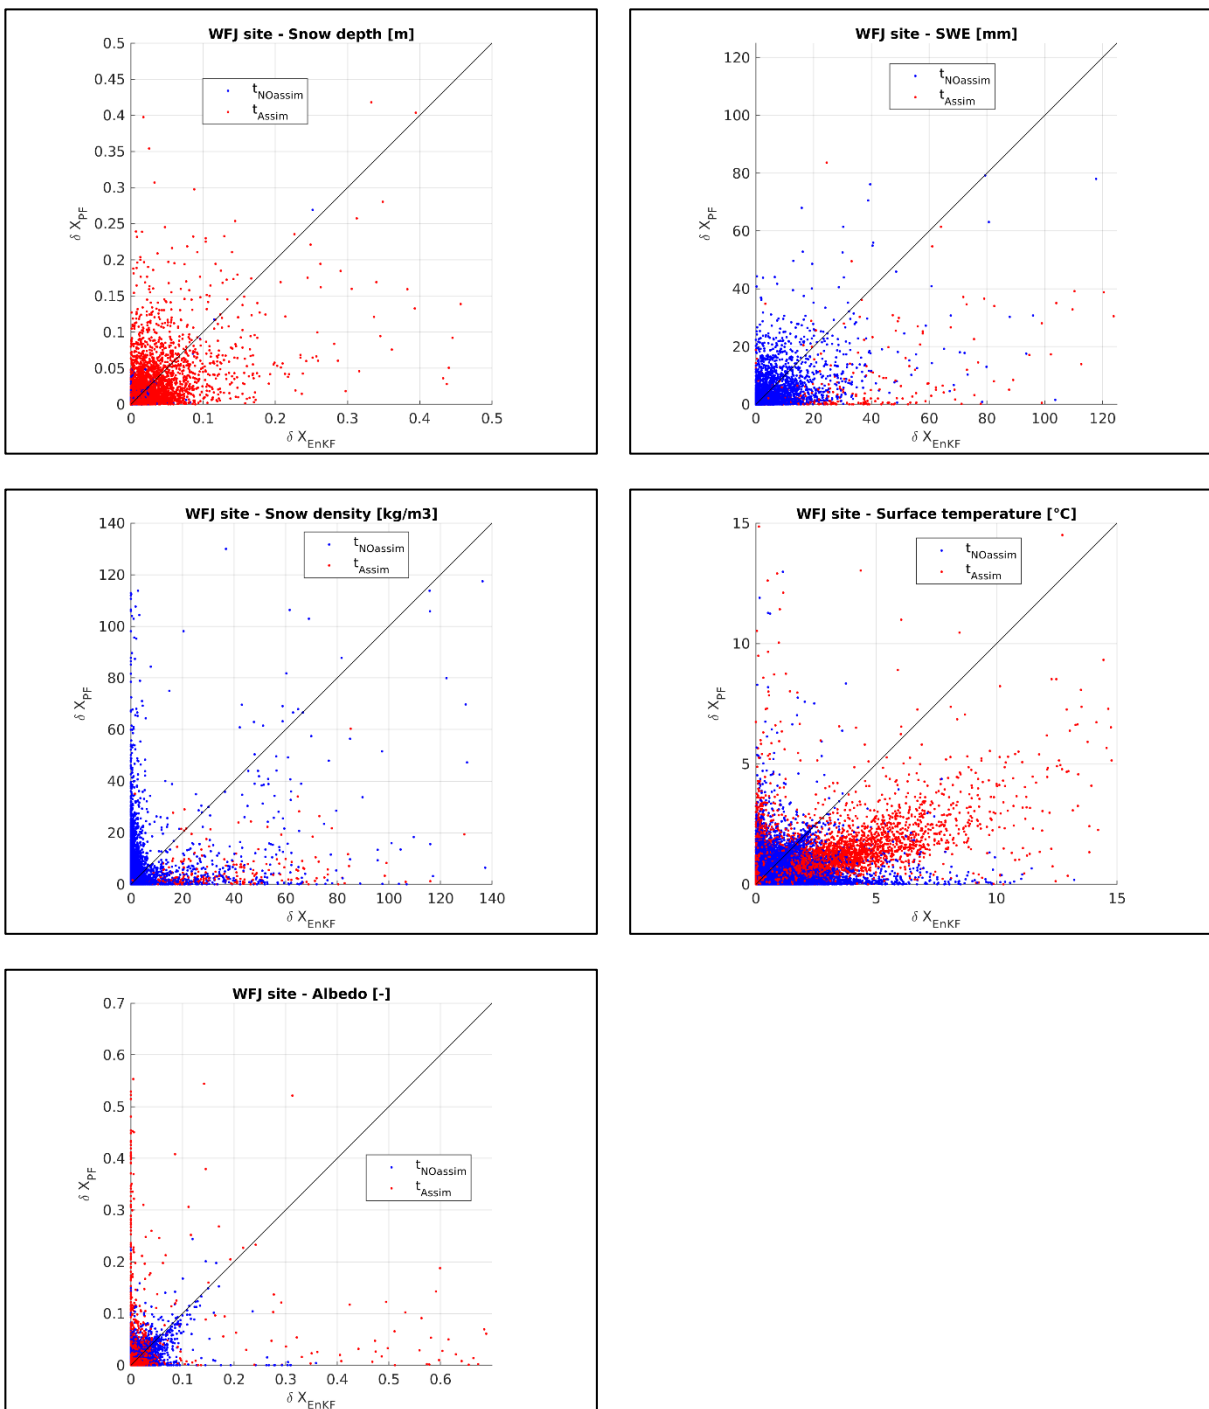 WFJ site - Snow depth [m]
0.5
0.45
0.4
0.35
0.3
0.25
0.2
0.15
0.1
0.05
0
δ X_PF
t_NOassim
t_Assim
0 0.1 0.2 0.3 0.4 0.5
δ X_EnKF
WFJ site - SWE [mm]
120
100
80
60
40
20
0
δ X_PF
t_NOassim
t_Assim
0 20 40 60 80 100 120
δ X_EnKF
WFJ site - Snow density [kg/m3]
140
120
100
80
60
40
20
0
δ X_PF
t_NOassim
t_Assim
0 20 40 60 80 100 120 140
δ X_EnKF
WFJ site - Surface temperature [°C]
15
10
5
0
δ X_PF
t_NOassim
t_Assim
0 5 10 15
δ X_EnKF
WFJ site - Albedo [-]
0.7
0.6
0.5
0.4
0.3
0.2
0.1
0
δ X_PF
t_NOassim
t_Assim
0 0.1 0.2 0.3 0.4 0.5 0.6
δ X_EnKF